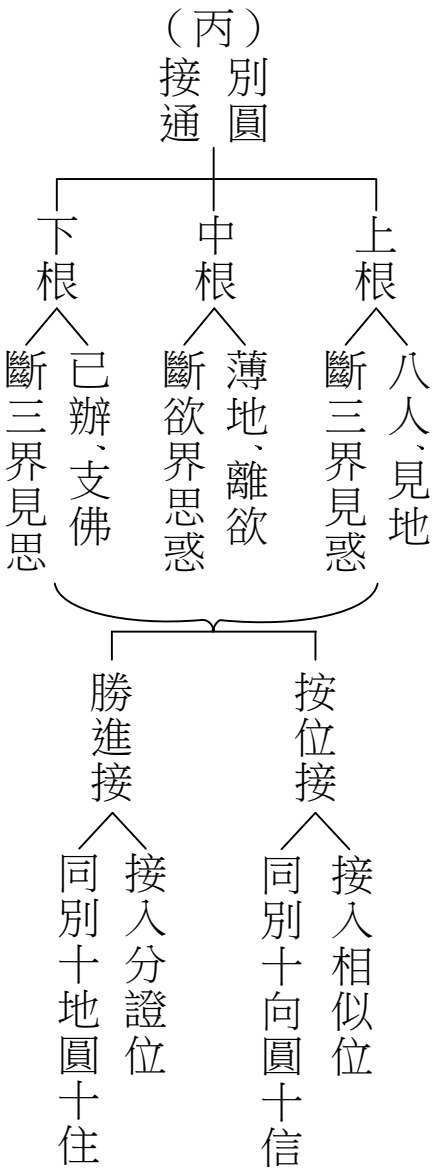 （丙）
別圓
接通
上根
八人、見地
斷三界見惑
中根
薄地、離欲
斷欲界思惑
下根
已辦、支佛
斷三界見思
按位接
接入相似位
同別十向圓十信
勝進接
接入分證位
同別十地圓十住